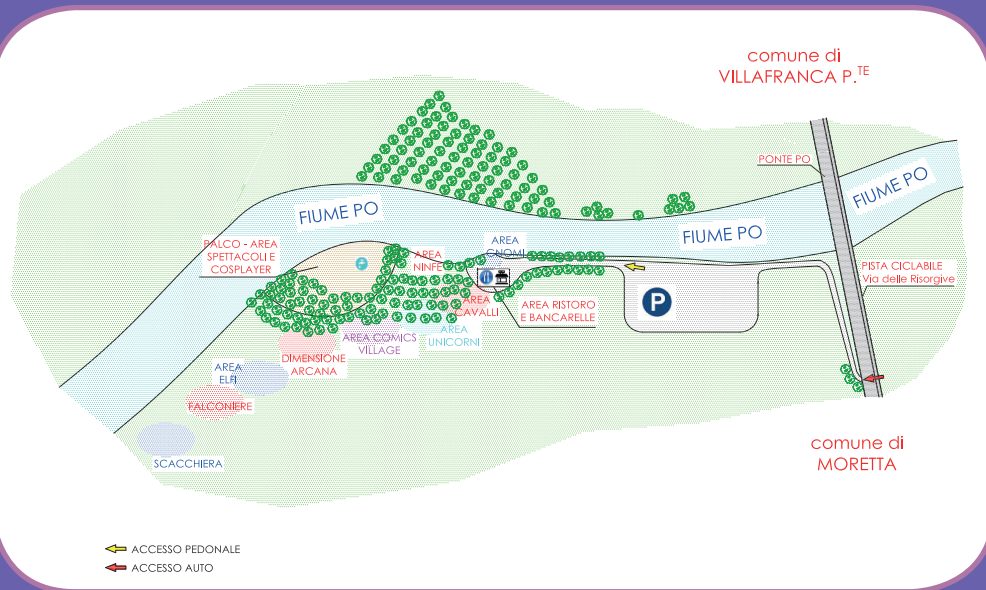 comune di
VILLAFRANCA P.TE
PONTE PO
FIUME PO
FIUME PO
FIUME PO
PALCO - AREA
SPETTACOLI E
COSPLAYER
AREA
NINFE
AREA
GNOMI
PISTA CICLABILE
Via delle Risorgive
P
AREA
CAVALLI
AREA RISTORO
E BANCARELLE
AREA
UNICORNI
AREA COMICS
VILLAGE
DIMENSIONE
ARCANA
AREA
ELFI
FALCONIERE
SCACCHIERA
comune di
MORETTA
ACCESSO PEDONALE
ACCESSO AUTO